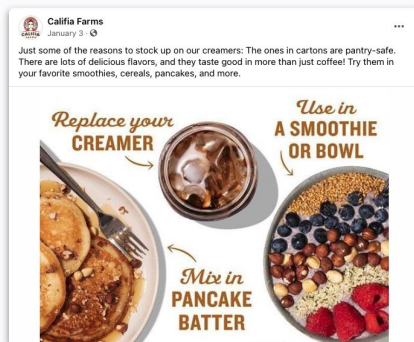 Califia Farms
January 3 ·
CALIFIA
FARMS
Just some of the reasons to stock up on our creamers: The ones in cartons are pantry-safe.
There are lots of delicious flavors, and they taste good in more than just coffee! Try them in
your favorite smoothies, cereals, pancakes, and more.
Replace your
CREAMER
Use in
A SMOOTHIE
OR BOWL
Mix in
PANCAKE
BATTER